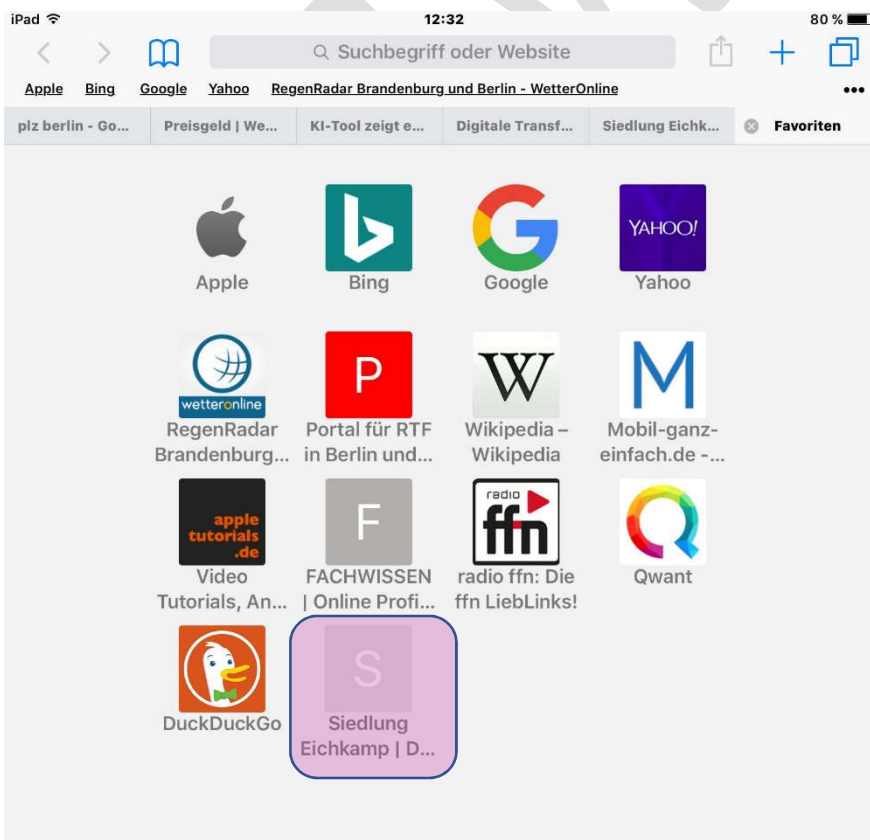 iPad 12:32 80 %
Suchbegriff oder Website
Apple Bing Google Yahoo RegenRadar Brandenburg und Berlin - WetterOnline
plz berlin - Go... Preisgeld | We... KI-Tool zeigt e... Digitale Transf... Siedlung Eichk... Favoriten
YAHOO!
Apple Bing Google Yahoo
wetteronline P W M
RegenRadar Portal für RTF Wikipedia – Mobil-ganz-
Brandenburg... in Berlin und... Wikipedia einfach.de -...
apple
tutorials
.de
F
radio
ffn
Video FACHWISSEN radio ffn: Die Qwant
Tutorials, An... | Online Profi... ffn LiebLinks!
S
DuckDuckGo Siedlung
Eichkamp | D...